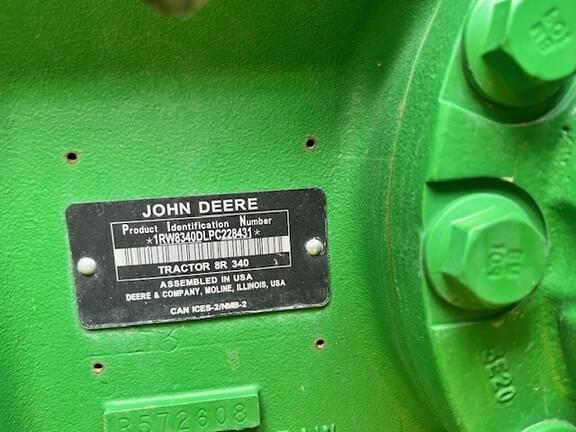 JOHN DEERE
Product Identification Number
*1RW8340DLPC228431*
TRACTOR 8R 340
ASSEMBLED IN USA
DEERE & COMPANY, MOLINE, ILLINOIS, USA
CAN ICES-2/NMB-2
R572608